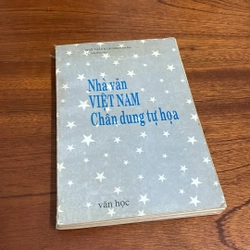 Nhà văn
VIỆT NAM
Chân dung tự họa
văn học